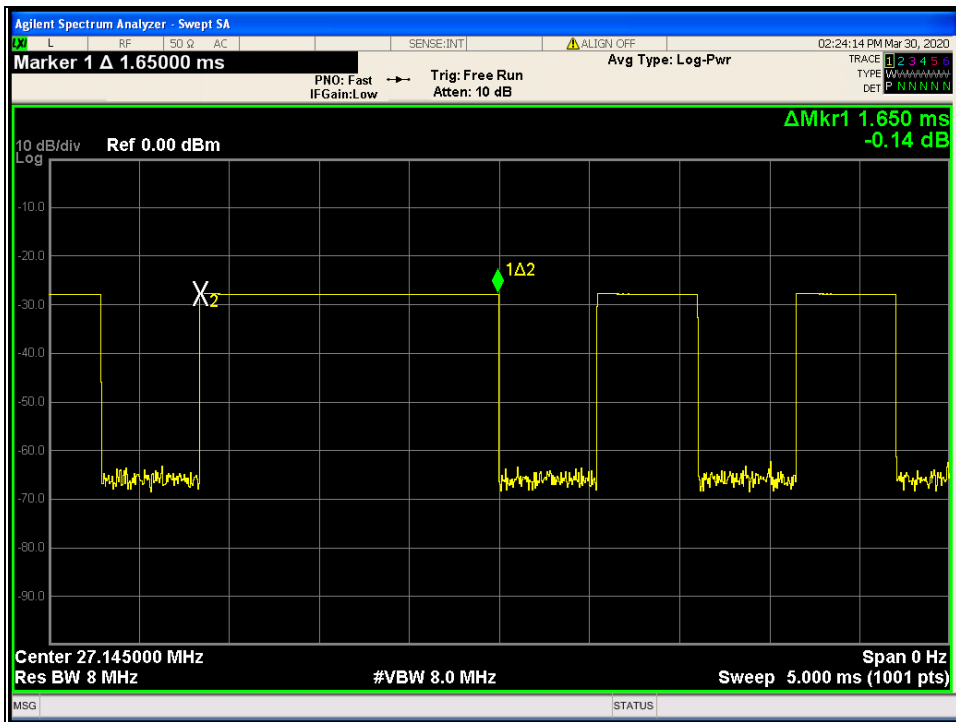 Agilent Spectrum Analyzer - Swept SA
LXI L RF 50 Ω AC SENSE:INT ALIGN OFF 02:24:14 PM Mar 30, 2020
Marker 1 Δ 1.65000 ms
PNO: Fast Trig: Free Run Avg Type: Log-Pwr TRACE 1 2 3 4 5 6
IFGain:Low Atten: 10 dB TYPE WWWWWW
DET P N N N N N
ΔMkr1 1.650 ms
-0.14 dB
10 dB/div Ref 0.00 dBm
Log
-10.0
-20.0
1Δ2
X2
-30.0
-40.0
-50.0
-60.0
-70.0
-80.0
-90.0
Center 27.145000 MHz Span 0 Hz
Res BW 8 MHz #VBW 8.0 MHz Sweep 5.000 ms (1001 pts)
MSG STATUS